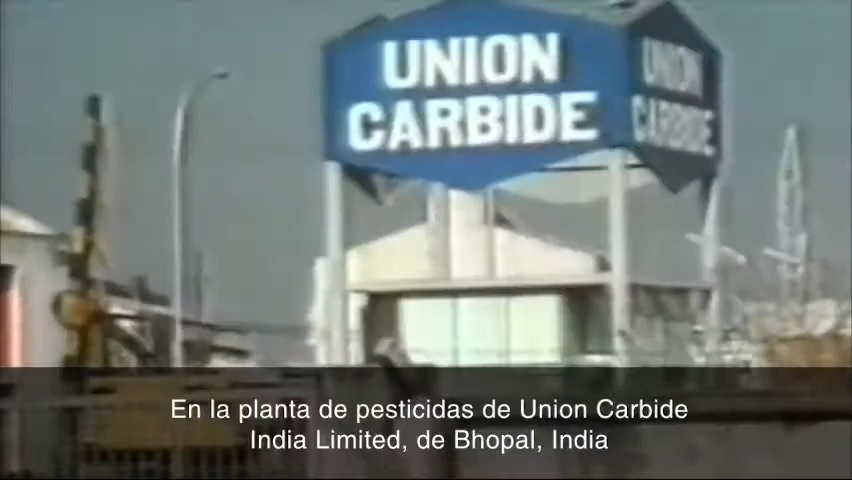 UNION
CARBIDE
UNION
CARBIDE
En la planta de pesticidas de Union Carbide
India Limited, de Bhopal, India